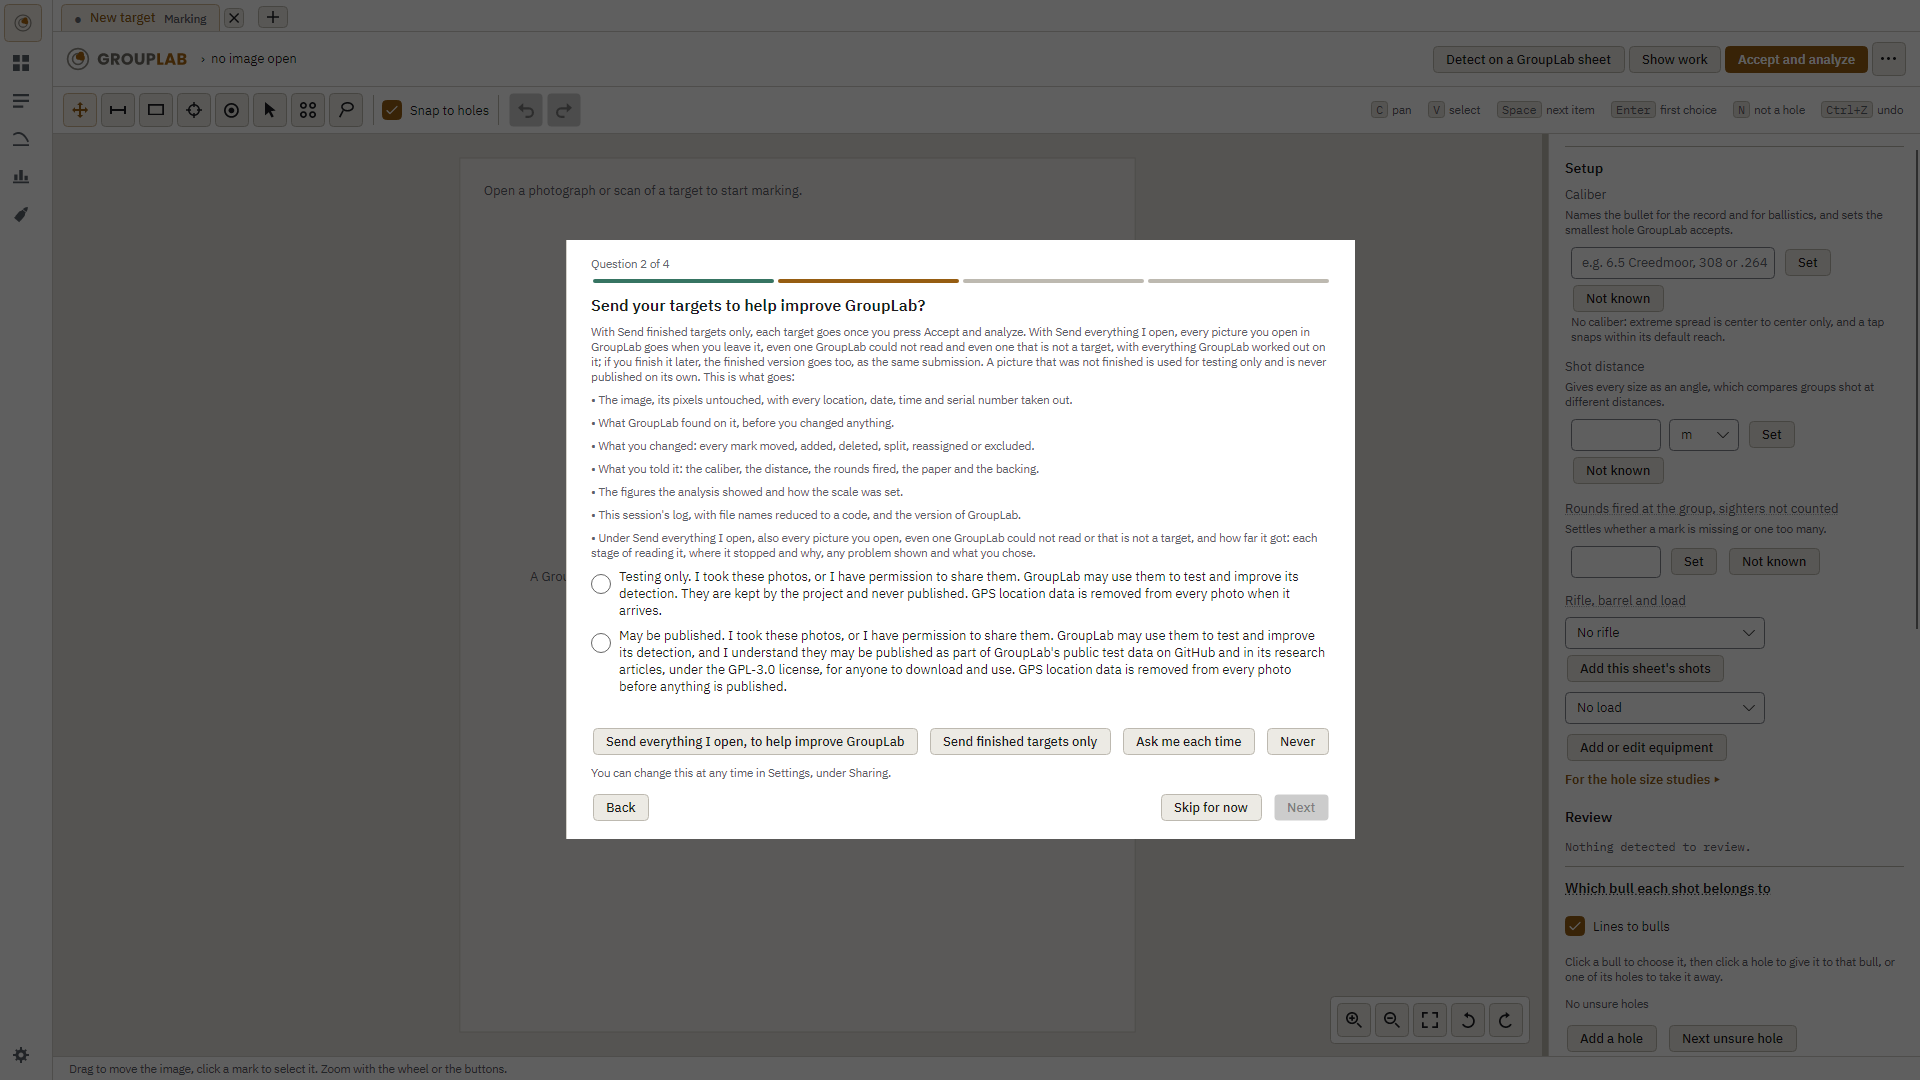 New target Marking
GROUPLAB › no image open
Detect on a GroupLab sheet
Show work
Accept and analyze
Snap to holes
C pan V select Space next item Enter first choice N not a hole Ctrl+Z undo
Open a photograph or scan of a target to start marking.
A Grou
Question 2 of 4
Send your targets to help improve GroupLab?
With Send finished targets only, each target goes once you press Accept and analyze. With Send everything I open, every picture you open in
GroupLab goes when you leave it, even one GroupLab could not read and even one that is not a target, with everything GroupLab worked out on
it; if you finish it later, the finished version goes too, as the same submission. A picture that was not finished is used for testing only and is never
published on its own. This is what goes:
• The image, its pixels untouched, with every location, date, time and serial number taken out.
• What GroupLab found on it, before you changed anything.
• What you changed: every mark moved, added, deleted, split, reassigned or excluded.
• What you told it: the caliber, the distance, the rounds fired, the paper and the backing.
• The figures the analysis showed and how the scale was set.
• This session's log, with file names reduced to a code, and the version of GroupLab.
• Under Send everything I open, also every picture you open, even one GroupLab could not read or that is not a target, and how far it got: each
stage of reading it, where it stopped and why, any problem shown and what you chose.
Testing only. I took these photos, or I have permission to share them. GroupLab may use them to test and improve its
detection. They are kept by the project and never published. GPS location data is removed from every photo when it
arrives.
May be published. I took these photos, or I have permission to share them. GroupLab may use them to test and improve
its detection, and I understand they may be published as part of GroupLab's public test data on GitHub and in its research
articles, under the GPL-3.0 license, for anyone to download and use. GPS location data is removed from every photo
before anything is published.
Send everything I open, to help improve GroupLab
Send finished targets only
Ask me each time
Never
You can change this at any time in Settings, under Sharing.
Back
Skip for now
Next
Setup
Caliber
Names the bullet for the record and for ballistics, and sets the
smallest hole GroupLab accepts.
e.g. 6.5 Creedmoor, 308 or .264
Set
Not known
No caliber: extreme spread is center to center only, and a tap
snaps within its default reach.
Shot distance
Gives every size as an angle, which compares groups shot at
different distances.
m
Set
Not known
Rounds fired at the group, sighters not counted
Settles whether a mark is missing or one too many.
Set
Not known
Rifle, barrel and load
No rifle
Add this sheet's shots
No load
Add or edit equipment
For the hole size studies ▸
Review
Nothing detected to review.
Which bull each shot belongs to
Lines to bulls
Click a bull to choose it, then click a hole to give it to that bull, or
one of its holes to take it away.
No unsure holes
Add a hole
Next unsure hole
Drag to move the image, click a mark to select it. Zoom with the wheel or the buttons.